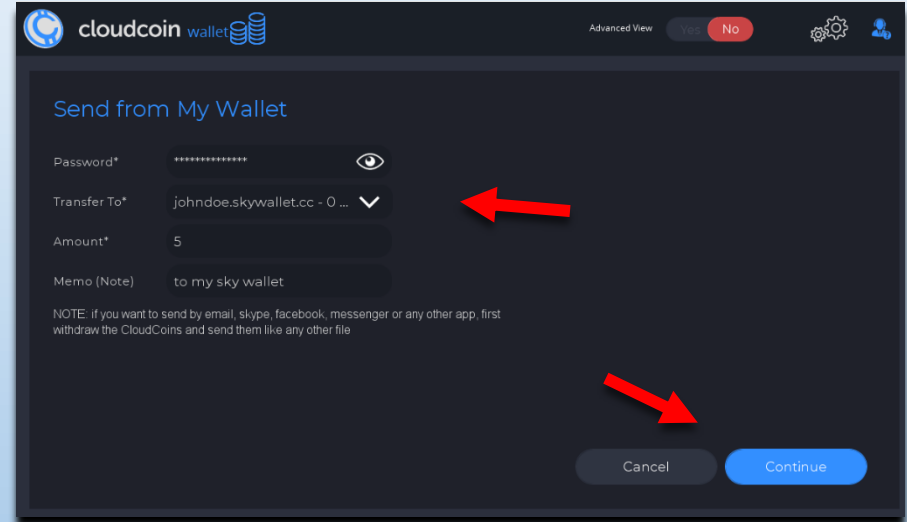 cloudcoin wallet
Advanced View Yes No
Send from My Wallet
Password* **************
Transfer To* johndoe.skywallet.cc - 0 ...
Amount* 5
Memo (Note) to my sky wallet
NOTE: if you want to send by email, skype, facebook, messenger or any other app, first
withdraw the CloudCoins and send them like any other file
Cancel Continue